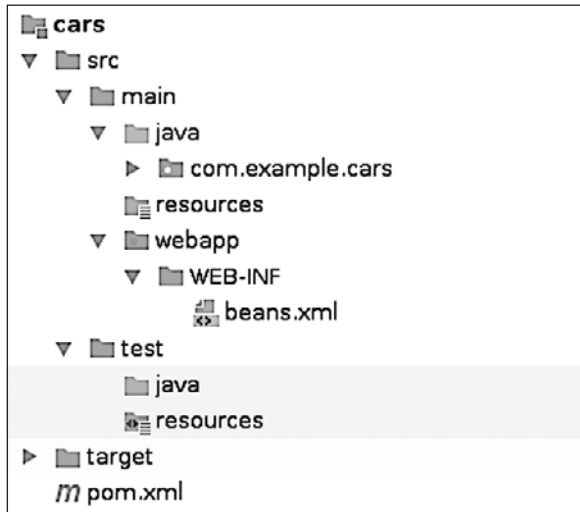 cars
src
main
java
com.example.cars
resources
webapp
WEB-INF
beans.xml
test
java
resources
target
m pom.xml